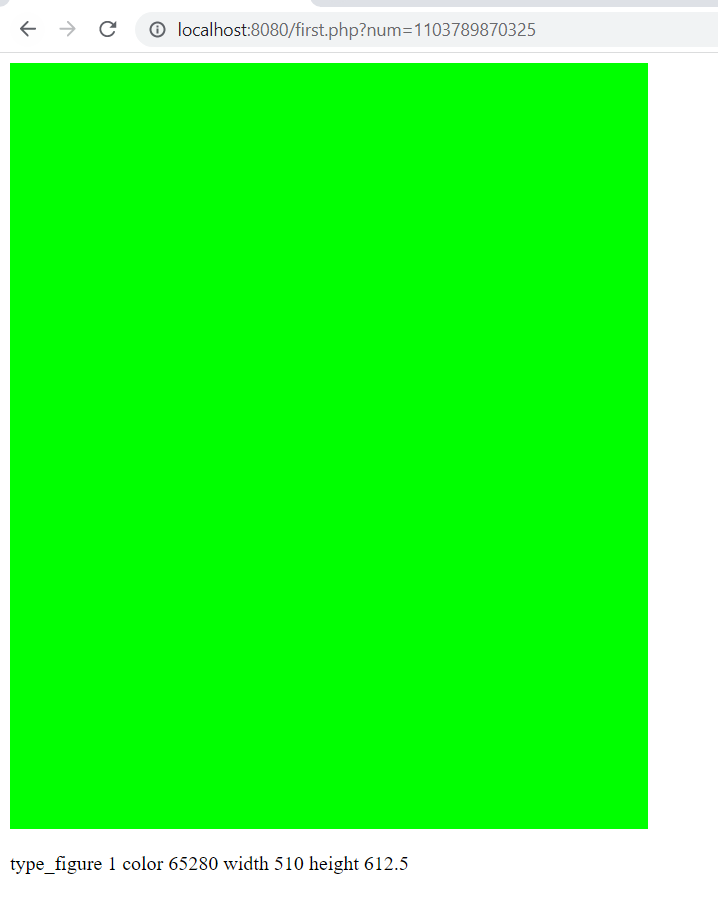 localhost:8080/first.php?num=1103789870325
type_figure 1 color 65280 width 510 height 612.5